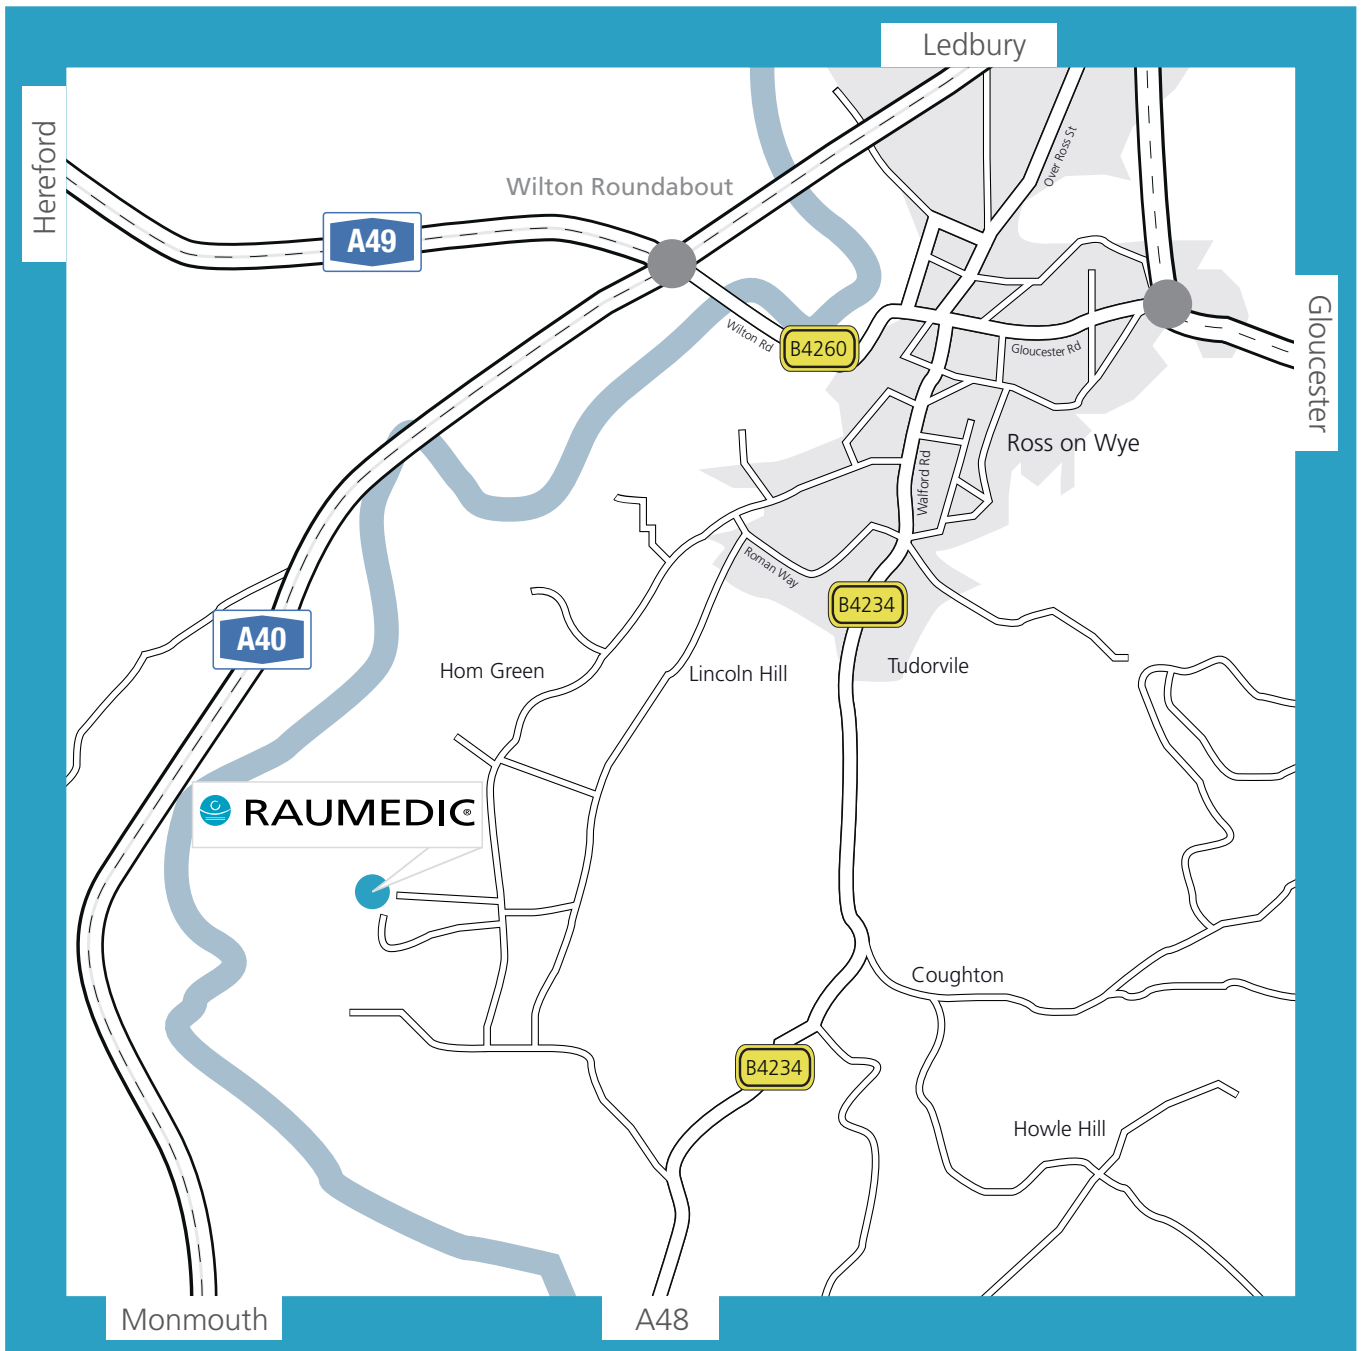 Ledbury
Hereford
Over Ross St
Wilton Roundabout
A49
Gloucester
Wilton Rd
B4260
Gloucester Rd
Ross on Wye
Walford Rd
Roman Way
B4234
A40
Hom Green
Lincoln Hill
Tudorvile
RAUMEDIC®
Coughton
B4234
Howle Hill
Monmouth
A48